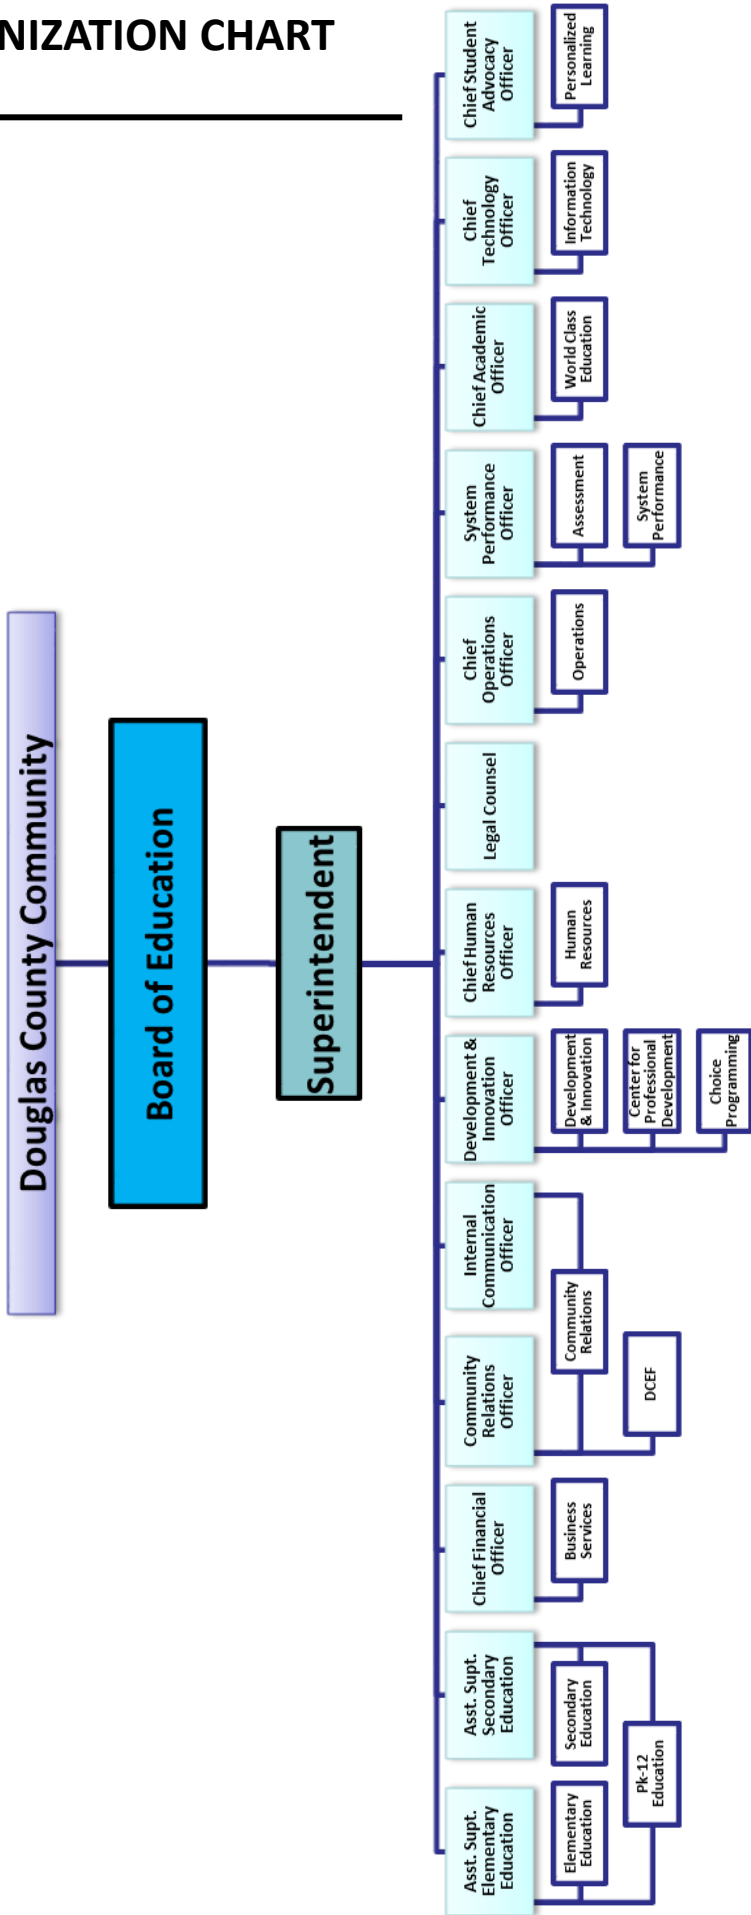 NIZATION CHART
Douglas County Community
Board of Education
Superintendent
Asst. Supt.
Elementary
Education
Asst. Supt.
Secondary
Education
Chief Financial
Officer
Community
Relations
Officer
Internal
Communication
Officer
Development &
Innovation
Officer
Chief Human
Resources
Officer
Legal Counsel
Chief
Operations
Officer
System
Performance
Officer
Chief Academic
Officer
Chief
Technology
Officer
Chief Student
Advocacy
Officer
Elementary
Education
Secondary
Education
Business
Services
Community
Relations
Development
& Innovation
Human
Resources
Operations
Assessment
World Class
Education
Information
Technology
Personalized
Learning
Pk-12
Education
DCEF
Center for
Professional
Development
System
Performance
Choice
Programming